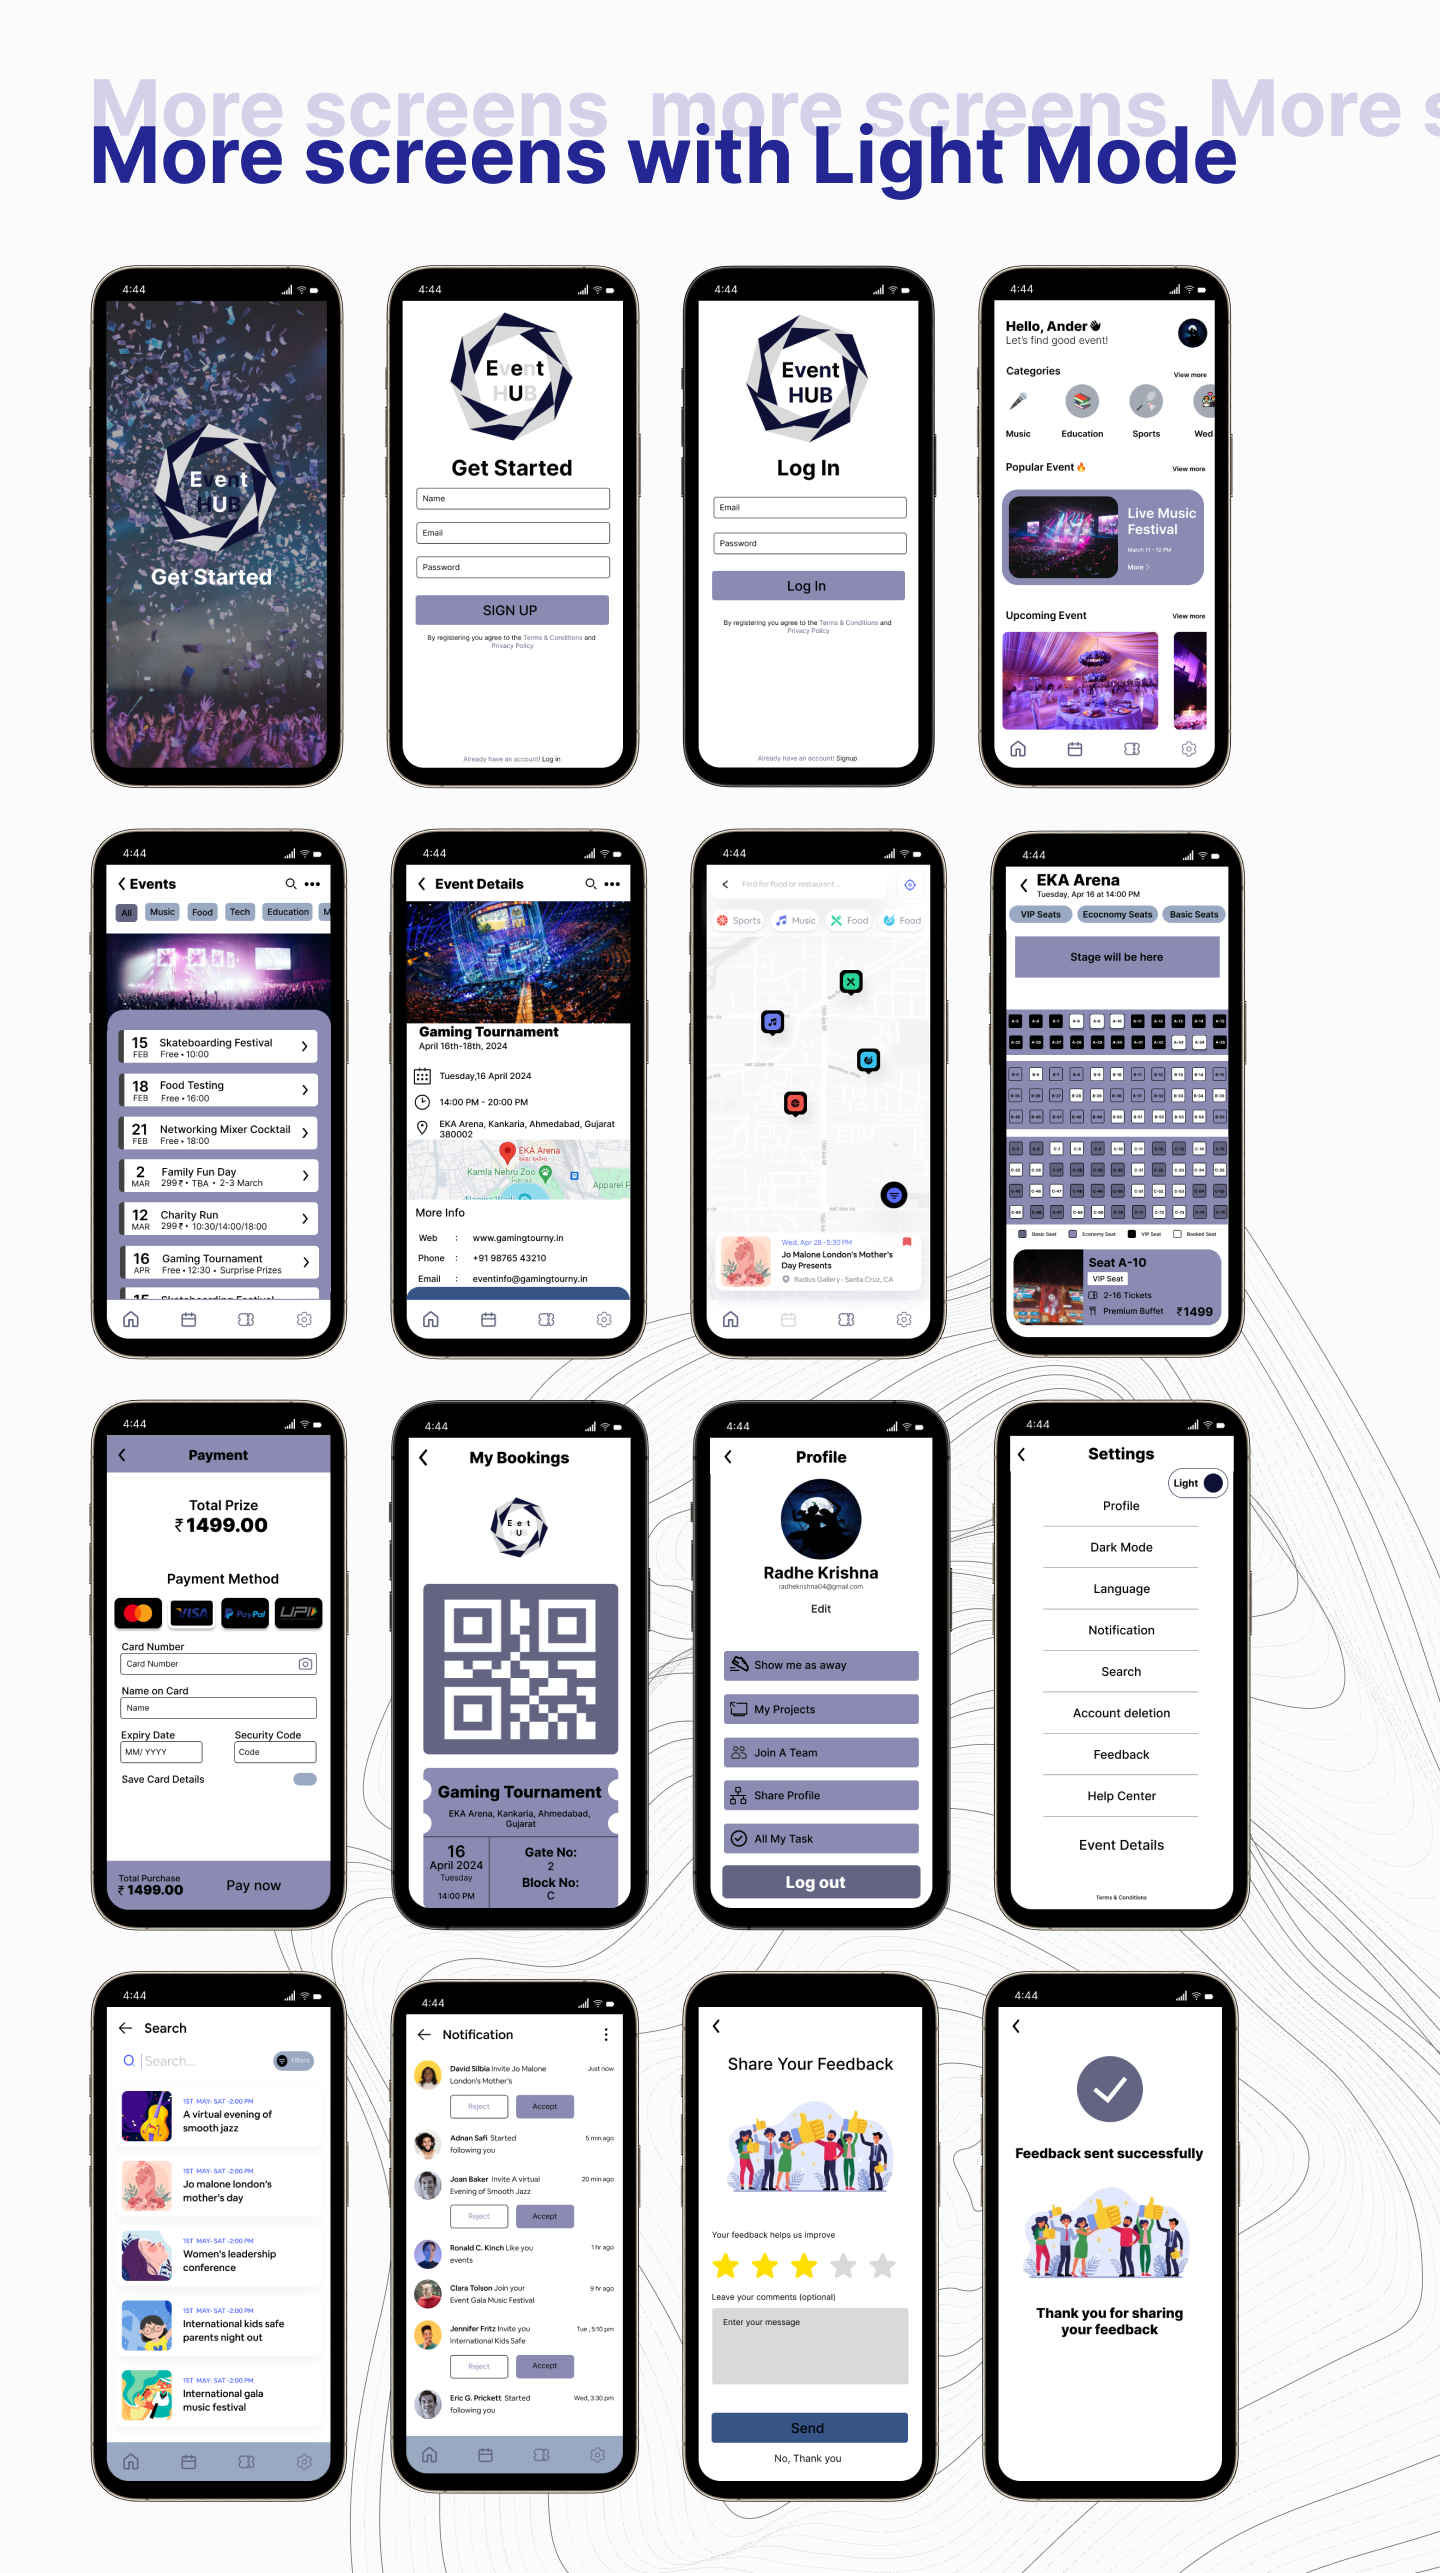 More screens more screens More s
More screens with Light Mode
4:44
Event
HUB
Get Started
4:44
Event
HUB
Get Started
Name
Email
Password
SIGN UP
By registering you agree to the Terms & Conditions and
Privacy Policy
Already have an account! Log in
4:44
Event
HUB
Log In
Email
Password
Log In
By registering you agree to the Terms & Conditions and
Privacy Policy
Already have an account! Signup
4:44
Hello, Ander
Let's find good event!
Categories
View more
Music Education Sports Wed
Popular Event
View more
Live Music
Festival
March 11 - 12 PM
More
Upcoming Event
View more
4:44
Events
All Music Food Tech Education M
15 Skateboarding Festival
FEB Free • 10:00
18 Food Testing
FEB Free • 16:00
21 Networking Mixer Cocktail
FEB Free • 18:00
2 Family Fun Day
MAR 299₹ • TBA • 2-3 March
12 Charity Run
MAR 299₹ • 10:30/14:00/18:00
16 Gaming Tournament
APR Free • 12:30 • Surprise Prizes
15 Skateboarding Festival
4:44
Event Details
Gaming Tournament
April 16th-18th, 2024
Tuesday,16 April 2024
14:00 PM - 20:00 PM
EKA Arena, Kankaria, Ahmedabad, Gujarat
380002
EKA Arena
Kamla Nehru Zoo
Apparel P
Nagina Wadi
More Info
Web : www.gamingtourny.in
Phone : +91 98765 43210
Email : eventinfo@gamingtourny.in
4:44
Find for food or restaurant...
Sports Music Food Food
Wed, Apr 28 • 5:30 PM
Jo Malone London's Mother's
Day Presents
Radius Gallery • Santa Cruz, CA
4:44
EKA Arena
Tuesday, Apr 16 at 14:00 PM
VIP Seats Ecocnomy Seats Basic Seats
Stage will be here
Basic Seat Economy Seat VIP Seat Booked Seat
Seat A-10
VIP Seat
2-16 Tickets
Premium Buffet ₹1499
4:44
Payment
Total Prize
₹1499.00
Payment Method
VISA PayPal UPI
Card Number
Card Number
Name on Card
Name
Expiry Date Security Code
MM/ YYYY Code
Save Card Details
Total Purchase
₹ 1499.00
Pay now
4:44
My Bookings
Event
HUB
Gaming Tournament
EKA Arena, Kankaria, Ahmedabad,
Gujarat
16
April 2024
Tuesday
14:00 PM
Gate No:
2
Block No:
C
4:44
Profile
Radhe Krishna
radhekrishna04@gmail.com
Edit
Show me as away
My Projects
Join A Team
Share Profile
All My Task
Log out
4:44
Settings
Light
Profile
Dark Mode
Language
Notification
Search
Account deletion
Feedback
Help Center
Event Details
Terms & Conditions
4:44
Search
Search...
Filters
1ST MAY- SAT -2:00 PM
A virtual evening of
smooth jazz
1ST MAY- SAT -2:00 PM
Jo malone london's
mother's day
1ST MAY- SAT -2:00 PM
Women's leadership
conference
1ST MAY- SAT -2:00 PM
International kids safe
parents night out
1ST MAY- SAT -2:00 PM
International gala
music festival
4:44
Notification
David Silbia Invite Jo Malone Just now
London's Mother's
Reject Accept
Adnan Safi Started 5 min ago
following you
Joan Baker Invite A virtual 20 min ago
Evening of Smooth Jazz
Reject Accept
Ronald C. Kinch Like you 1 hr ago
events
Clara Tolson Join your 9 hr ago
Event Gala Music Festival
Jennifer Fritz Invite you Tue , 5:10 pm
International Kids Safe
Reject Accept
Eric G. Prickett Started Wed, 3:30 pm
following you
Share Your Feedback
Your feedback helps us improve
Leave your comments (optional)
Enter your message
Send
No, Thank you
4:44
Feedback sent successfully
Thank you for sharing
your feedback